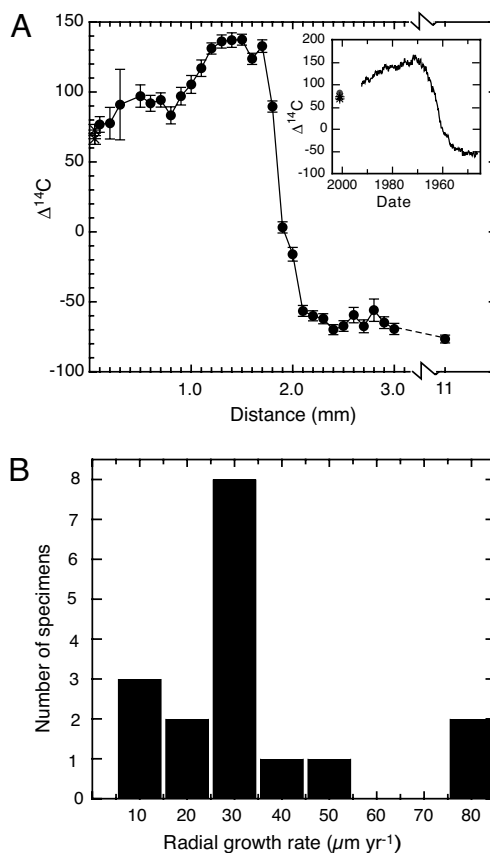 A
150
100
50
0
-50
-100
Δ14C
1.0 2.0 3.0 11
Distance (mm)
200
150
100
50
0
-50
-100
Δ14C
2000 1980 1960
Date
B
8
7
6
5
4
3
2
1
0
Number of specimens
10 20 30 40 50 60 70 80
Radial growth rate (µm yr-1)